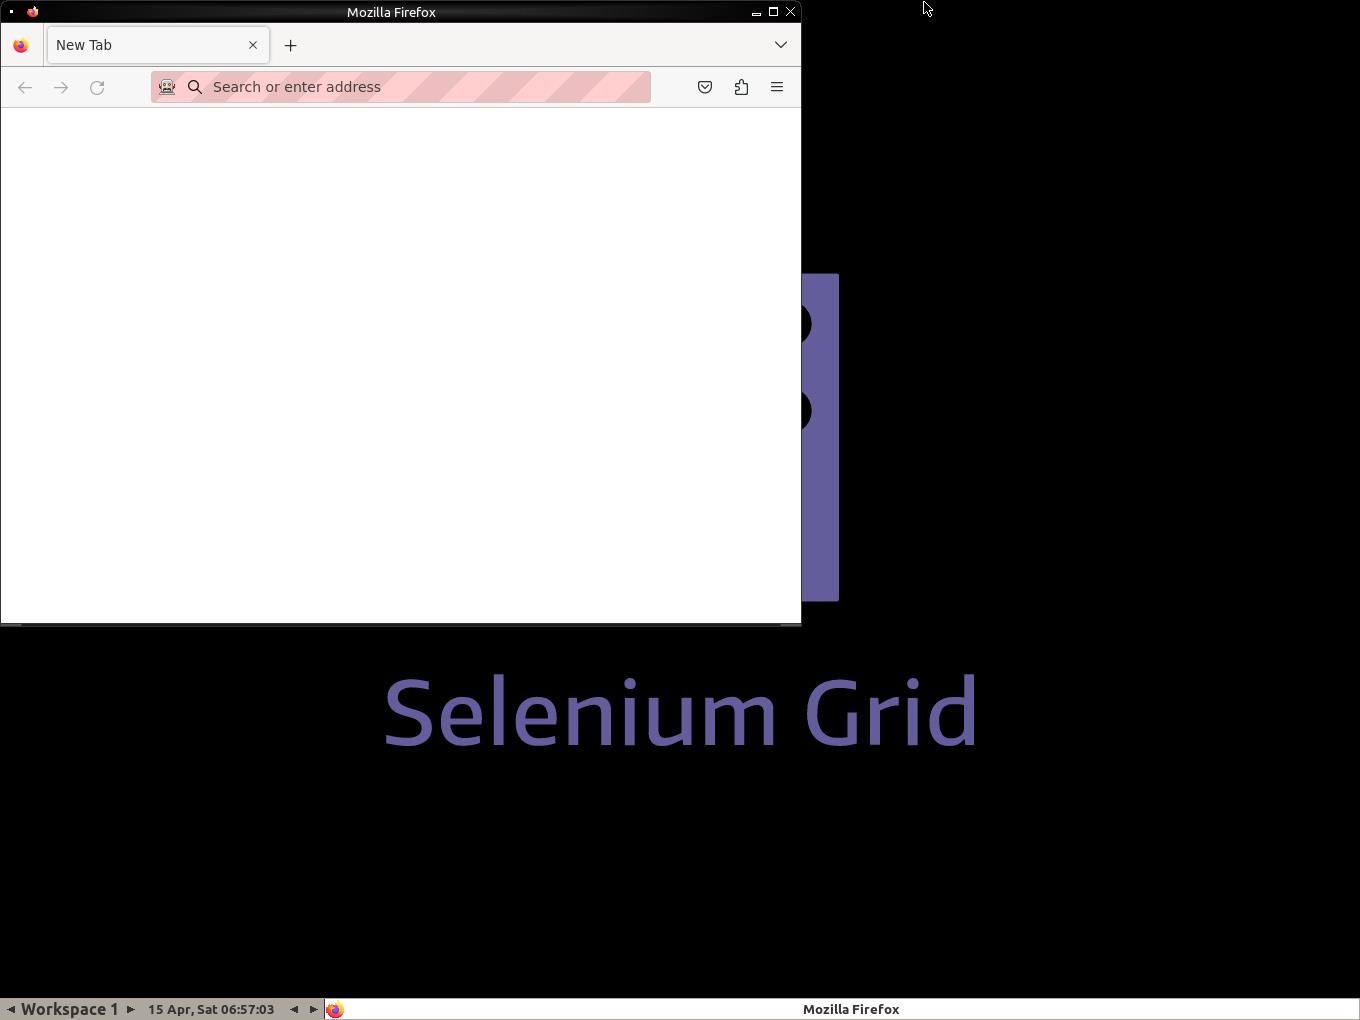 Mozilla Firefox
New Tab
Search or enter address
Selenium Grid
Workspace 1 15 Apr, Sat 06:57:03 Mozilla Firefox